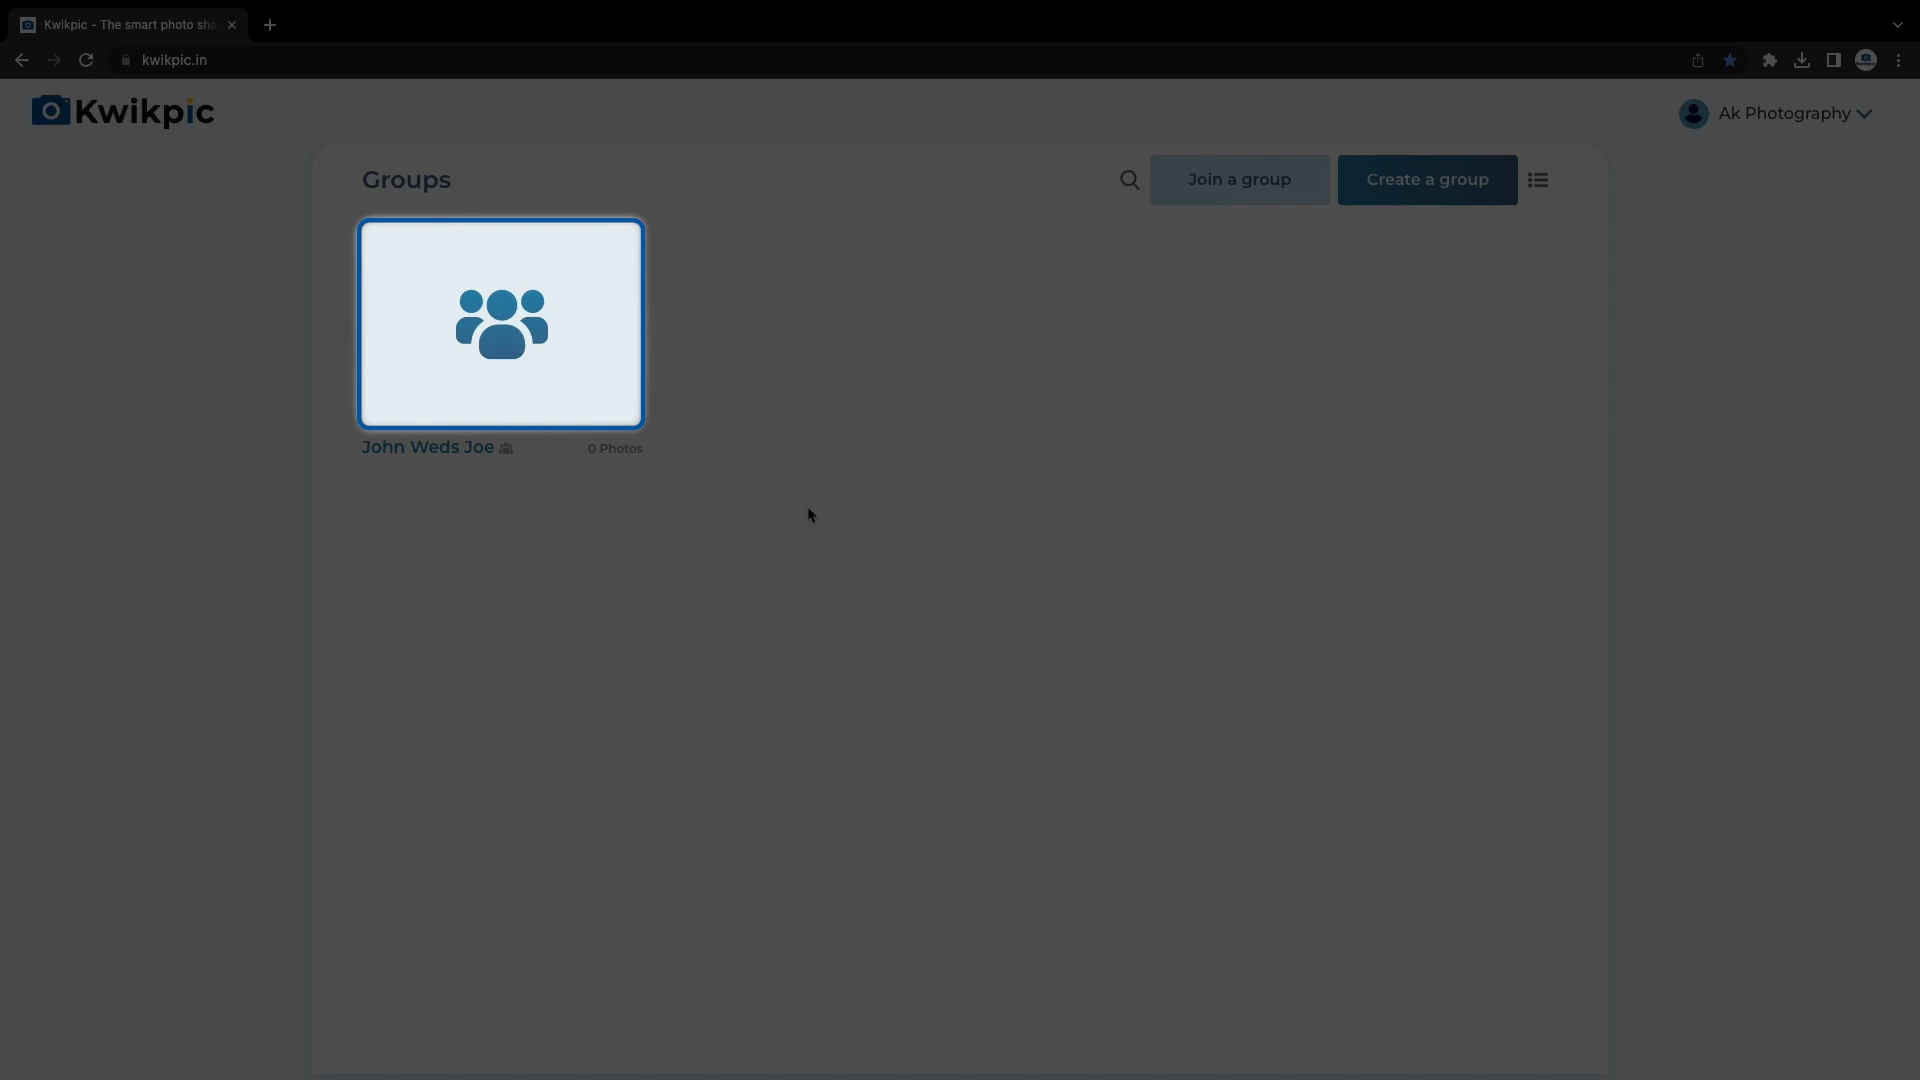 Kwikpic - The smart photo sha
kwikpic.in
Kwikpic
Ak Photography
Groups
Join a group
Create a group
John Weds Joe
0 Photos